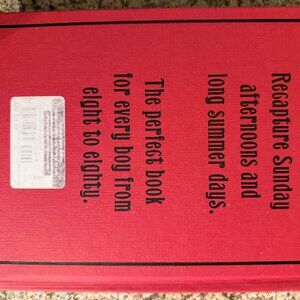 Recapture Sunday
afternoons and
long summer days.
The perfect book
for every boy from
eight to eighty.